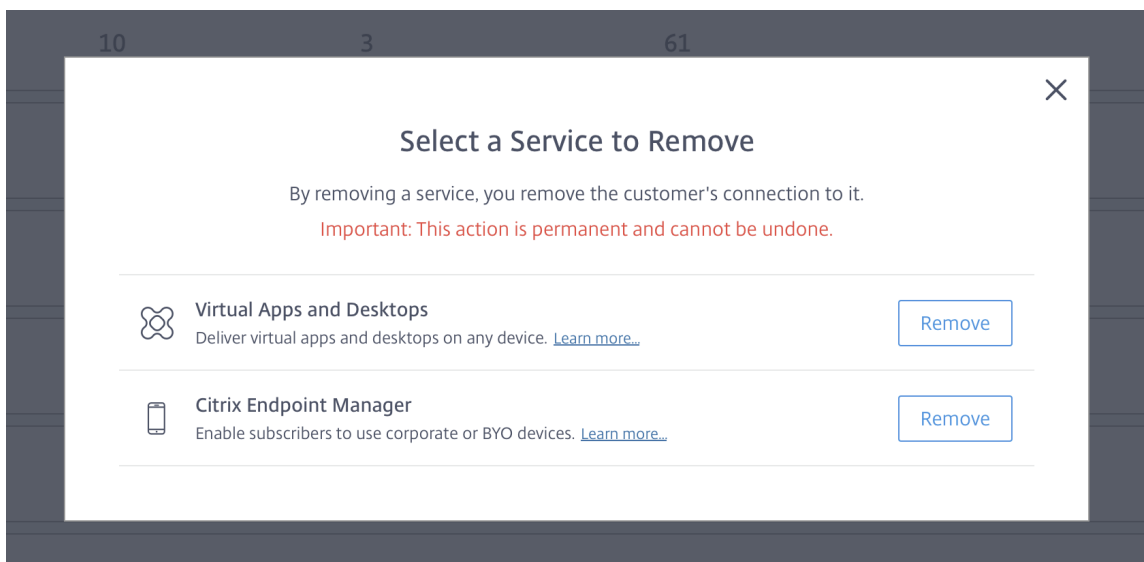 10 3 61
Select a Service to Remove
By removing a service, you remove the customer's connection to it.
Important: This action is permanent and cannot be undone.
Virtual Apps and Desktops
Deliver virtual apps and desktops on any device. Learn more...
Remove
Citrix Endpoint Manager
Enable subscribers to use corporate or BYO devices. Learn more...
Remove